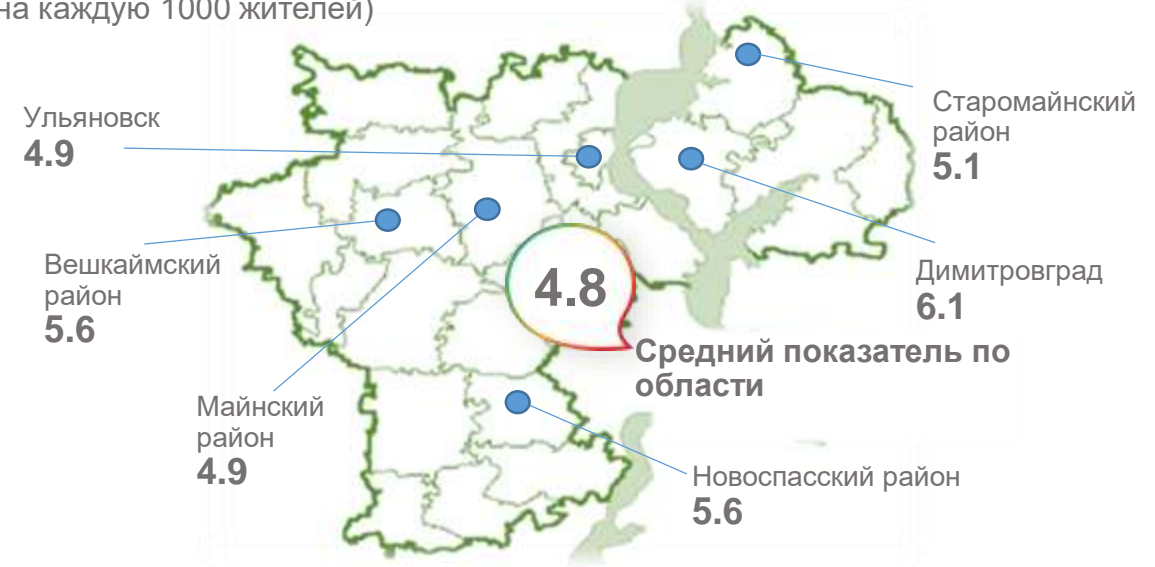 на каждую 1000 жителей)
Ульяновск
4.9
Старомайнский
район
5.1
Вешкаймский
район
5.6
4.8
Средний показатель по
области
Димитровград
6.1
Майнский
район
4.9
Новоспасский район
5.6